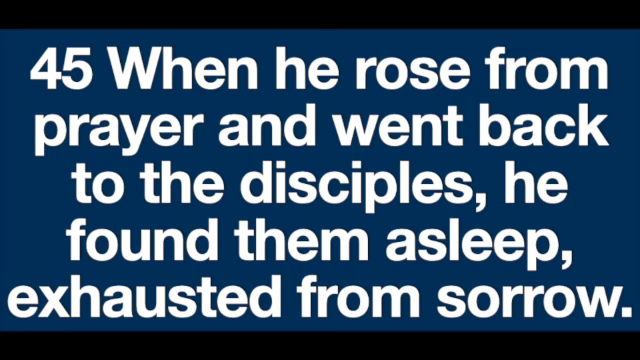 45 When he rose from
prayer and went back
to the disciples, he
found them asleep,
exhausted from sorrow.